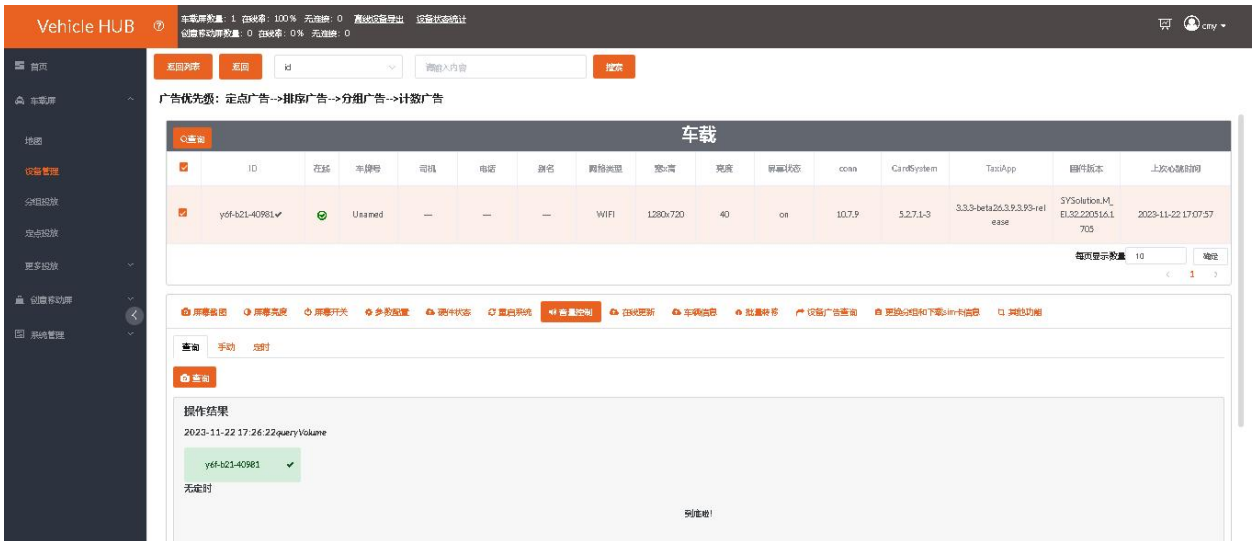 Vehicle HUB
车载屏数量: 1 在线率: 100% 无连接: 0 离线设备导出 设备状态统计
创意移动屏数量: 0 在线率: 0% 无连接: 0
cmy
首页
车载屏
地图
设备管理
分组投放
定点投放
更多投放
创意移动屏
系统管理
返回列表 返回 id 请输入内容 搜索
广告优先级: 定点广告-->排序广告-->分组广告-->计数广告
查询 车载
ID 在线 车牌号 司机 电话 别名 网络类型 宽x高 亮度 屏幕状态 conn CardSystem TaxiApp 固件版本 上次心跳时间
y6f-b21-40981✔ Unamed — — — WIFI 1280x720 40 on 10.7.9 5.2.7.1-3 3.3.3-beta26.3.9.3.93-rel
ease SYSolution.M_
EI.32.220516.1
705 2023-11-22 17:07:57
每页显示数量 10 确定
< 1 >
屏幕截图 屏幕亮度 屏幕开关 参数配置 硬件状态 重启系统 音量控制 在线更新 车辆信息 批量转移 设备广告查询 更换分组和下载sim卡信息 其他功能
查询 手动 定时
查询
操作结果
2023-11-22 17:26:22queryVolume
y6f-b21-40981 ✔
无定时
到底啦!